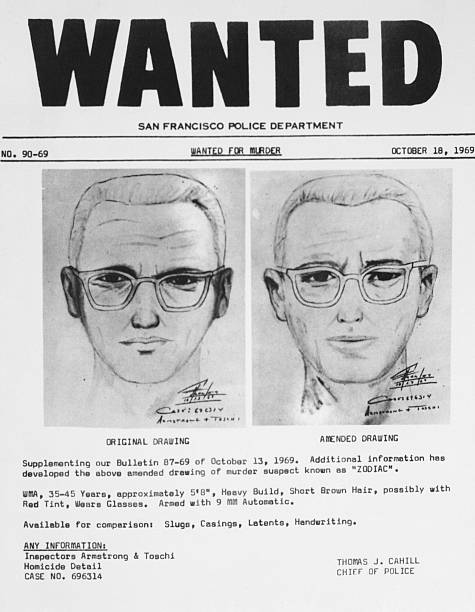 WANTED
SAN FRANCISCO POLICE DEPARTMENT
NO. 90-69 WANTED FOR MURDER OCTOBER 18, 1969
ORIGINAL DRAWING AMENDED DRAWING
Supplementing our Bulletin 87-69 of October 13, 1969. Additional information has
developed the above amended drawing of murder suspect known as "ZODIAC".
WMA, 35-45 Years, approximately 5'8", Heavy Build, Short Brown Hair, possibly with
Red Tint, Wears Glasses. Armed with 9 MM Automatic.
Available for comparison: Slugs, Casings, Latents, Handwriting.
ANY INFORMATION:
Inspectors Armstrong & Toschi
Homicide Detail
CASE NO. 696314
THOMAS J. CAHILL
CHIEF OF POLICE